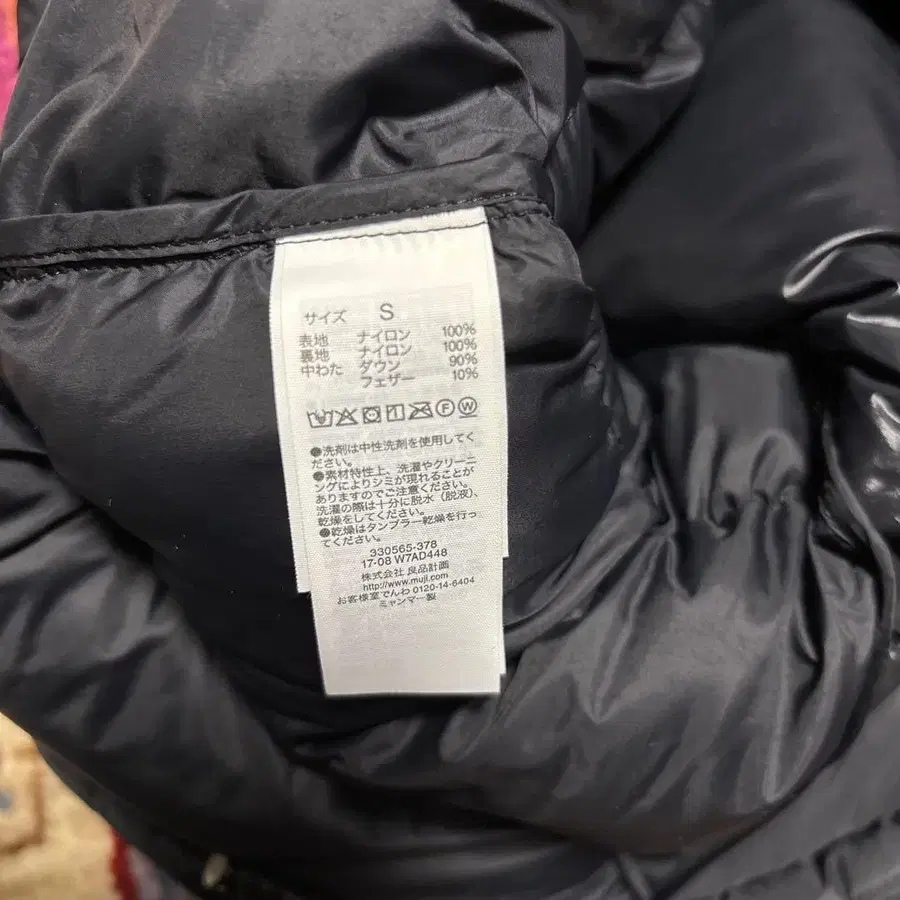 サイズ S
表地 ナイロン 100%
裏地 ナイロン 100%
中わた ダウン 90%
フェザー 10%
●洗剤は中性洗剤を使用してく
ださい。
●素材特性上、洗濯やクリーニ
ングによりシミが現れることが
ありますのでご注意ください。
洗濯の際は十分に脱水（脱液）、
乾燥をしてください。
●乾燥はタンブラー乾燥を行っ
てください。
330565-378
17-08 W7AD448
株式会社 良品計画
http://www.muji.com/
お客様室でんわ 0120-14-6404
ミャンマー製